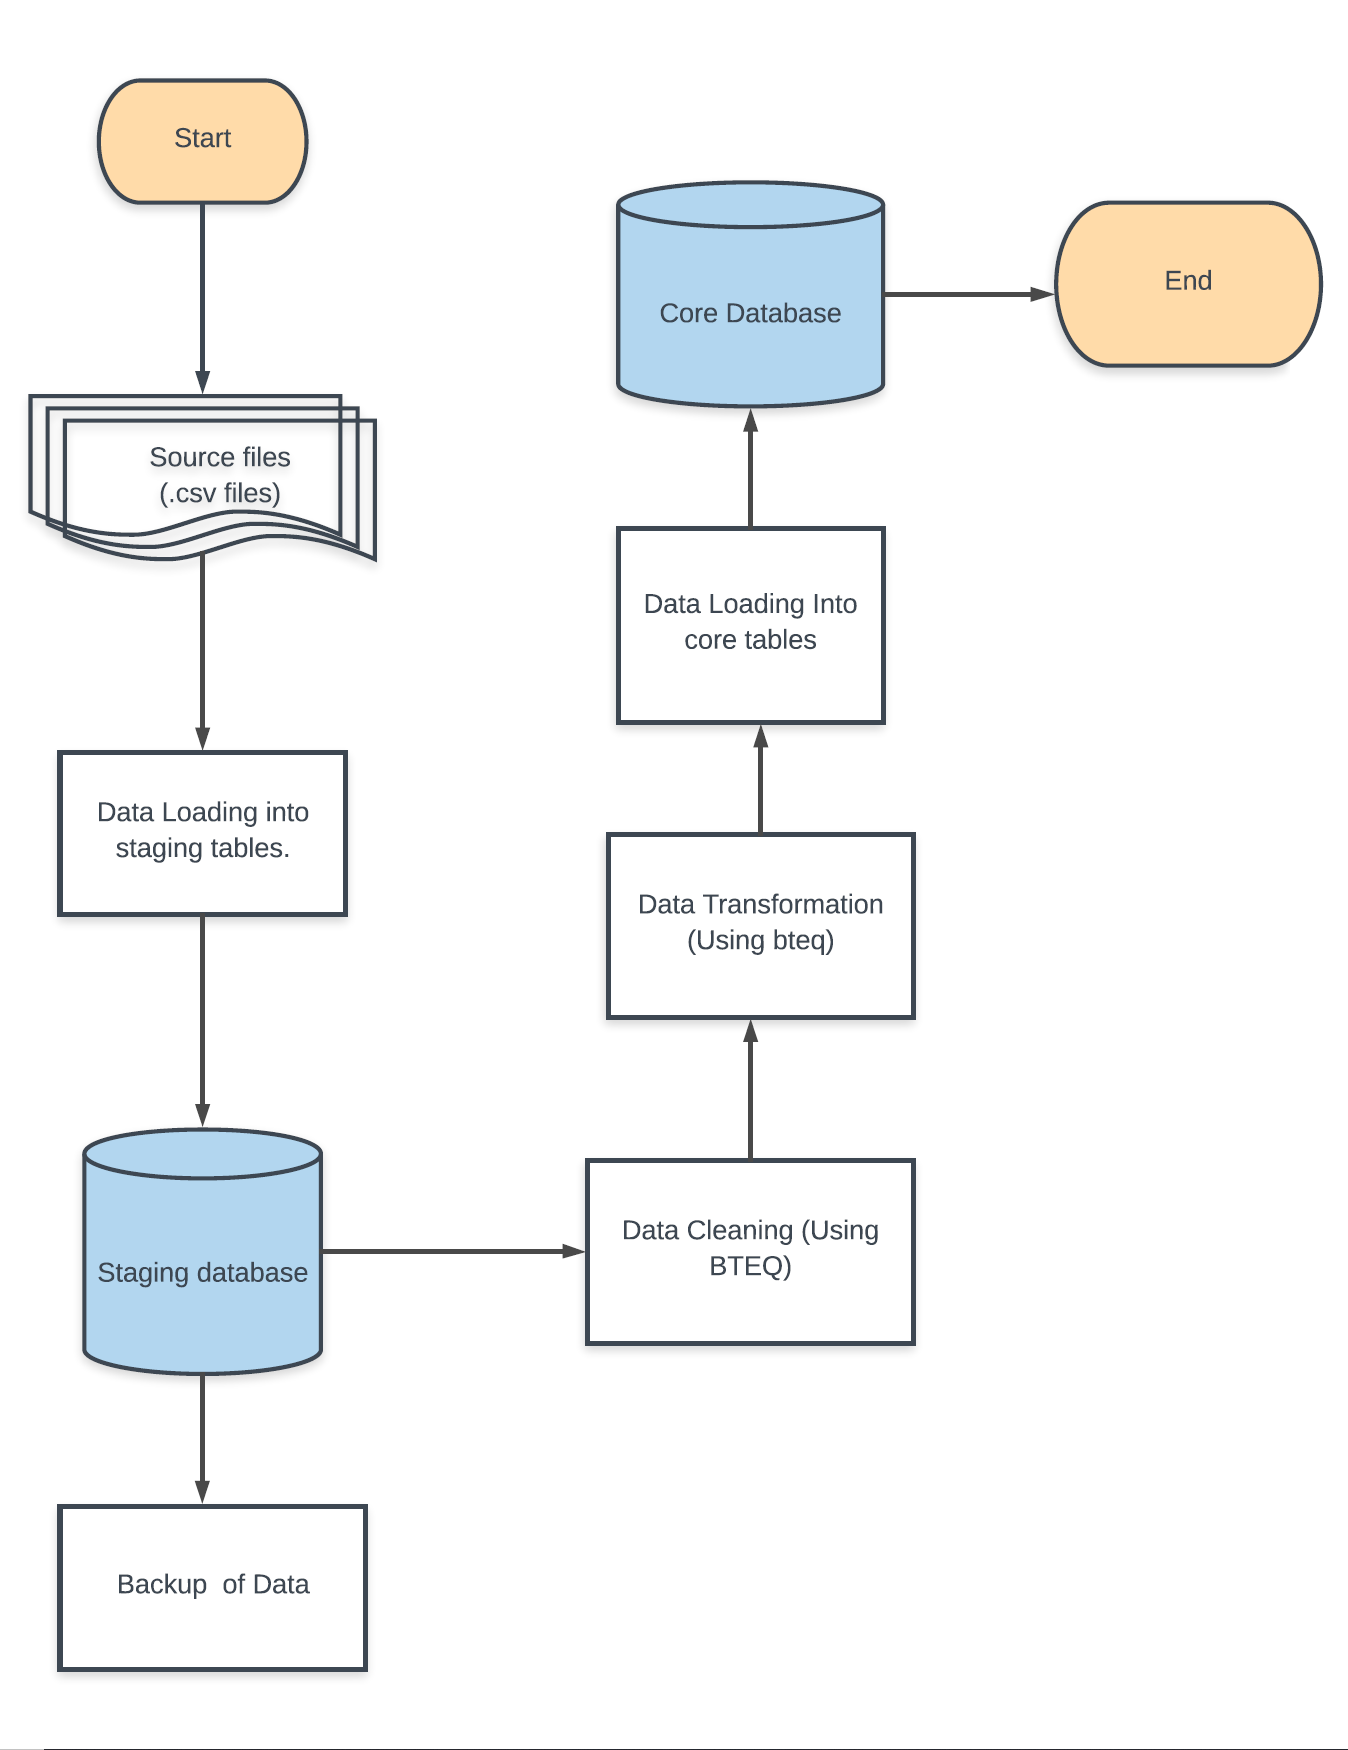 Start
Source files
(.csv files)
Data Loading into
staging tables.
Staging database
Backup  of Data
Data Cleaning (Using
BTEQ)
Data Transformation
(Using bteq)
Data Loading Into
core tables
Core Database
End